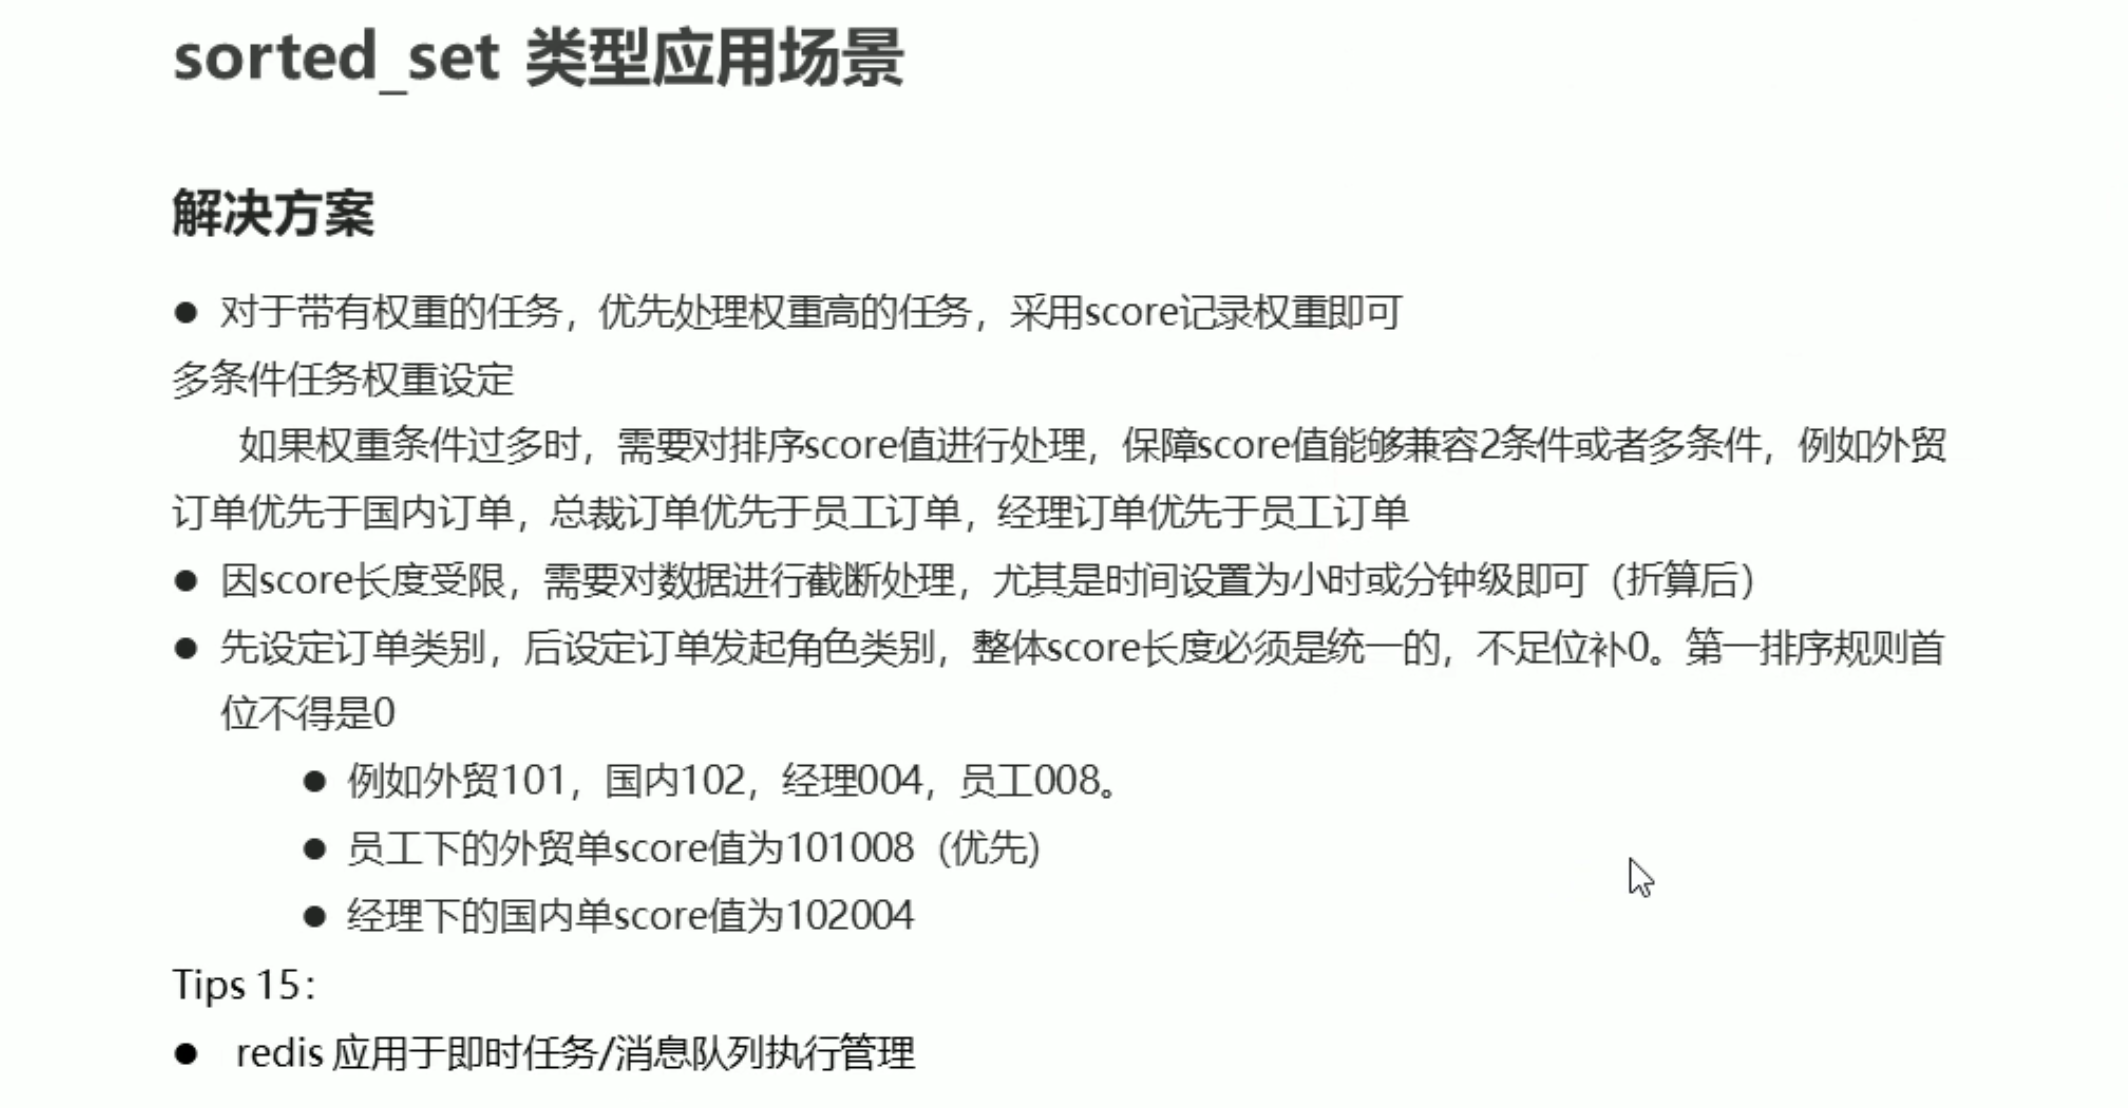 sorted_set 类型应用场景
解决方案
● 对于带有权重的任务，优先处理权重高的任务，采用score记录权重即可
多条件任务权重设定
如果权重条件过多时，需要对排序score值进行处理，保障score值能够兼容2条件或者多条件，例如外贸
订单优先于国内订单，总裁订单优先于员工订单，经理订单优先于员工订单
● 因score长度受限，需要对数据进行截断处理，尤其是时间设置为小时或分钟级即可（折算后）
● 先设定订单类别，后设定订单发起角色类别，整体score长度必须是统一的，不足位补0。第一排序规则首
位不得是0
● 例如外贸101，国内102，经理004，员工008。
● 员工下的外贸单score值为101008（优先）
● 经理下的国内单score值为102004
Tips 15：
● redis 应用于即时任务/消息队列执行管理